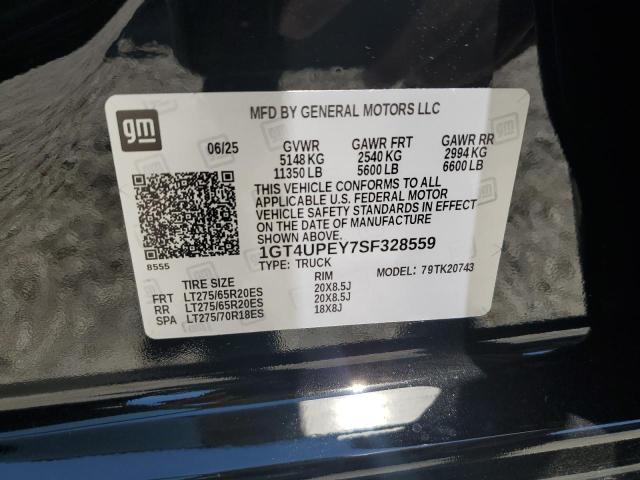 MFD BY GENERAL MOTORS LLC
gm
06/25 GVWR GAWR FRT GAWR RR
5148 KG 2540 KG 2994 KG
11350 LB 5600 LB 6600 LB
THIS VEHICLE CONFORMS TO ALL
APPLICABLE U.S. FEDERAL MOTOR
VEHICLE SAFETY STANDARDS IN EFFECT
ON THE DATE OF MANUFACTURE
SHOWN ABOVE.
8555 1GT4UPEY7SF328559
TYPE: TRUCK MODEL: 79TK20743
TIRE SIZE RIM
FRT LT275/65R20ES 20X8.5J
RR LT275/65R20ES 20X8.5J
SPA LT275/70R18ES 18X8J